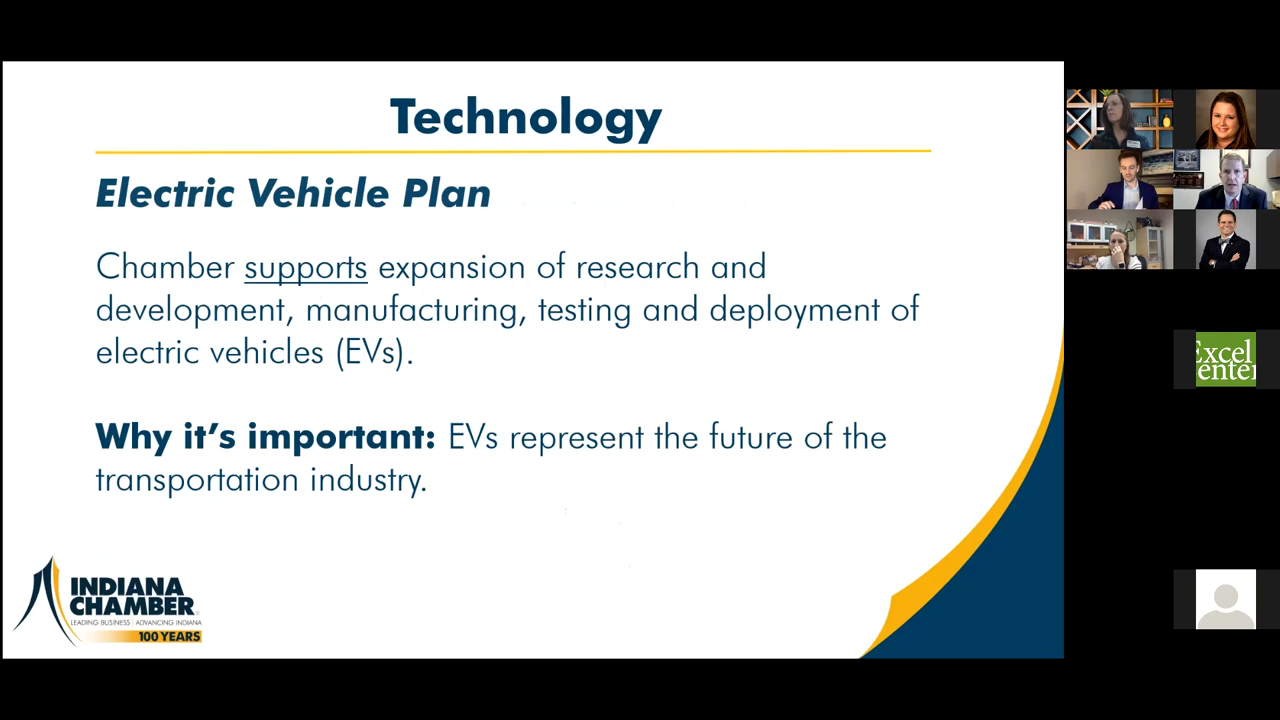 Technology
Electric Vehicle Plan
Chamber supports expansion of research and
development, manufacturing, testing and deployment of
electric vehicles (EVs).
Why it's important: EVs represent the future of the
transportation industry.
INDIANA
CHAMBER
LEADING BUSINESS | ADVANCING INDIANA
100 YEARS
Excel
enter